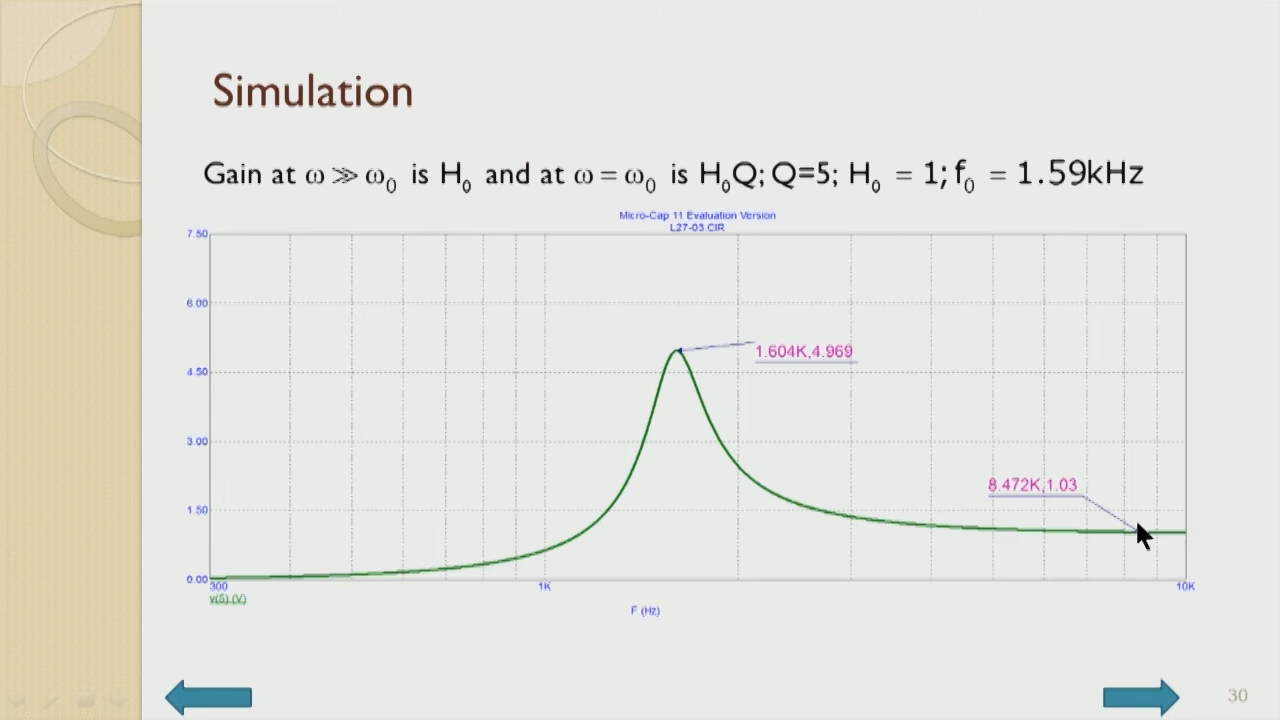 Simulation
Gain at ω ≫ ω₀ is H₀ and at ω = ω₀ is H₀Q; Q=5; H₀ = 1; f₀ = 1.59kHz
Micro-Cap 11 Evaluation Version
L27-03.CIR
7.50
6.00
4.50
3.00
1.50
0.00
1.604K,4.969
8.472K,1.03
300
1K
10K
v(5) (V)
F (Hz)
30